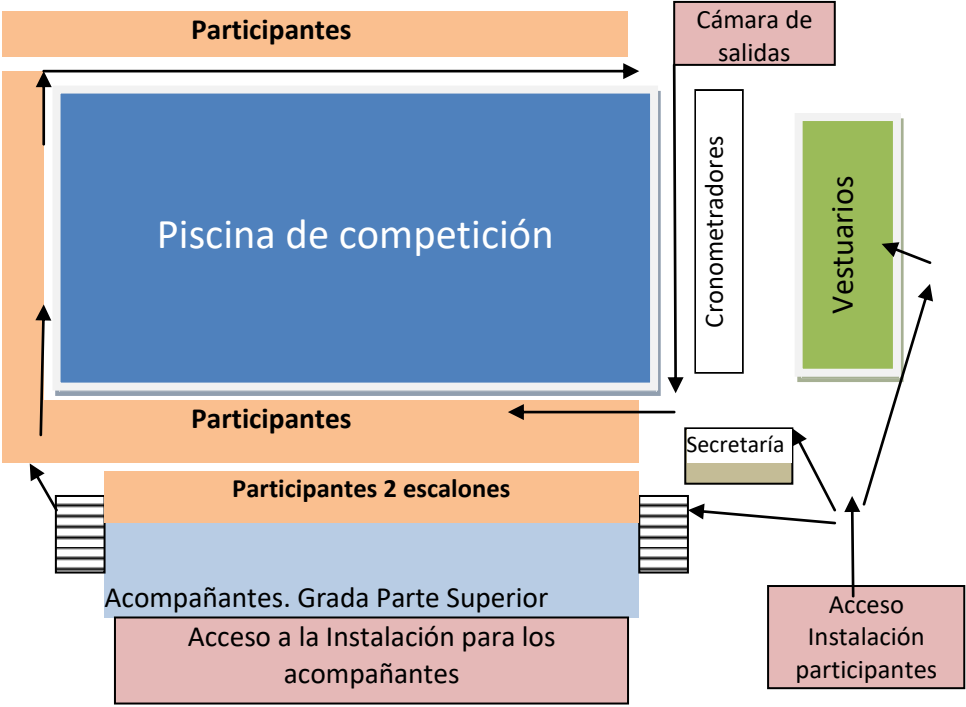 Participantes
Cámara de
salidas
Piscina de competición
Cronometradores
Vestuarios
Participantes
Secretaría
Participantes 2 escalones
Acompañantes. Grada Parte Superior
Acceso a la Instalación para los
acompañantes
Acceso
Instalación
participantes